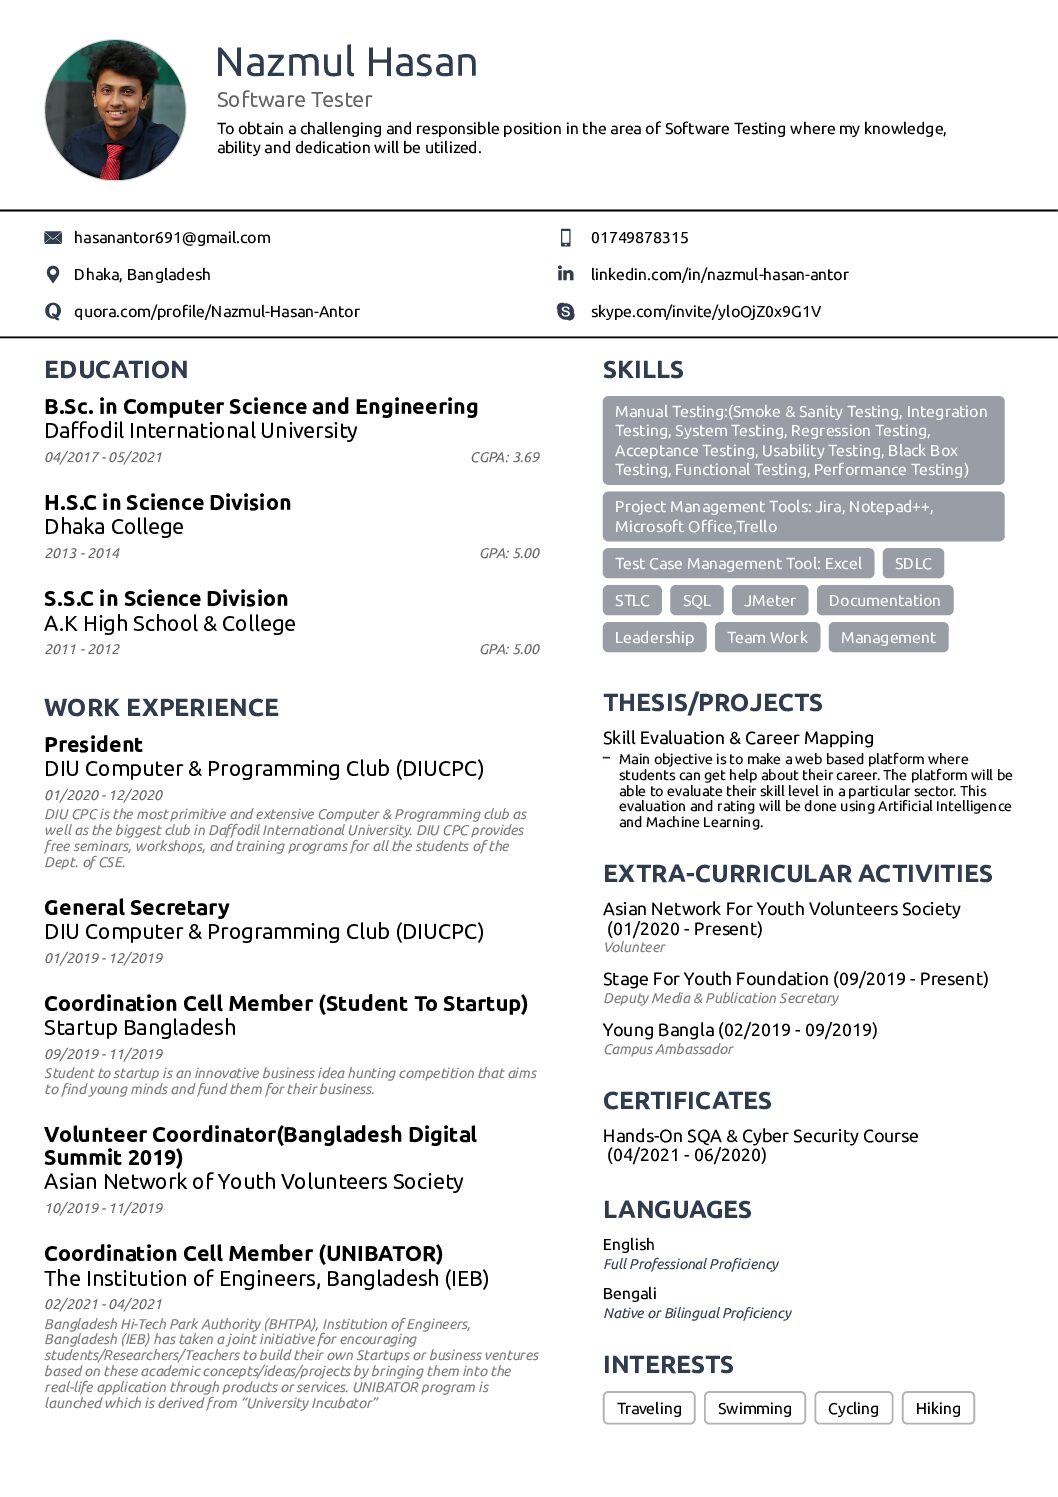 Nazmul Hasan
Software Tester
To obtain a challenging and responsible position in the area of Software Testing where my knowledge,
ability and dedication will be utilized.
hasanantor691@gmail.com
01749878315
Dhaka, Bangladesh
linkedin.com/in/nazmul-hasan-antor
quora.com/profile/Nazmul-Hasan-Antor
skype.com/invite/yloOjZ0x9G1V
EDUCATION
B.Sc. in Computer Science and Engineering
Daffodil International University
04/2017 - 05/2021 CGPA: 3.69
H.S.C in Science Division
Dhaka College
2013 - 2014 GPA: 5.00
S.S.C in Science Division
A.K High School & College
2011 - 2012 GPA: 5.00
WORK EXPERIENCE
President
DIU Computer & Programming Club (DIUCPC)
01/2020 - 12/2020
DIU CPC is the most primitive and extensive Computer & Programming club as
well as the biggest club in Daffodil International University. DIU CPC provides
free seminars, workshops, and training programs for all the students of the
Dept. of CSE.
General Secretary
DIU Computer & Programming Club (DIUCPC)
01/2019 - 12/2019
Coordination Cell Member (Student To Startup)
Startup Bangladesh
09/2019 - 11/2019
Student to startup is an innovative business idea hunting competition that aims
to find young minds and fund them for their business.
Volunteer Coordinator(Bangladesh Digital
Summit 2019)
Asian Network of Youth Volunteers Society
10/2019 - 11/2019
Coordination Cell Member (UNIBATOR)
The Institution of Engineers, Bangladesh (IEB)
02/2021 - 04/2021
Bangladesh Hi-Tech Park Authority (BHTPA), Institution of Engineers,
Bangladesh (IEB) has taken a joint initiative for encouraging
students/Researchers/Teachers to build their own Startups or business ventures
based on these academic concepts/ideas/projects by bringing them into the
real-life application through products or services. UNIBATOR program is
launched which is derived from “University Incubator”
SKILLS
Manual Testing:(Smoke & Sanity Testing, Integration
Testing, System Testing, Regression Testing,
Acceptance Testing, Usability Testing, Black Box
Testing, Functional Testing, Performance Testing)
Project Management Tools: Jira, Notepad++,
Microsoft Office,Trello
Test Case Management Tool: Excel SDLC
STLC SQL JMeter Documentation
Leadership Team Work Management
THESIS/PROJECTS
Skill Evaluation & Career Mapping
– Main objective is to make a web based platform where
students can get help about their career. The platform will be
able to evaluate their skill level in a particular sector. This
evaluation and rating will be done using Artificial Intelligence
and Machine Learning.
EXTRA-CURRICULAR ACTIVITIES
Asian Network For Youth Volunteers Society
(01/2020 - Present)
Volunteer
Stage For Youth Foundation (09/2019 - Present)
Deputy Media & Publication Secretary
Young Bangla (02/2019 - 09/2019)
Campus Ambassador
CERTIFICATES
Hands-On SQA & Cyber Security Course
(04/2021 - 06/2020)
LANGUAGES
English
Full Professional Proficiency
Bengali
Native or Bilingual Proficiency
INTERESTS
Traveling Swimming Cycling Hiking